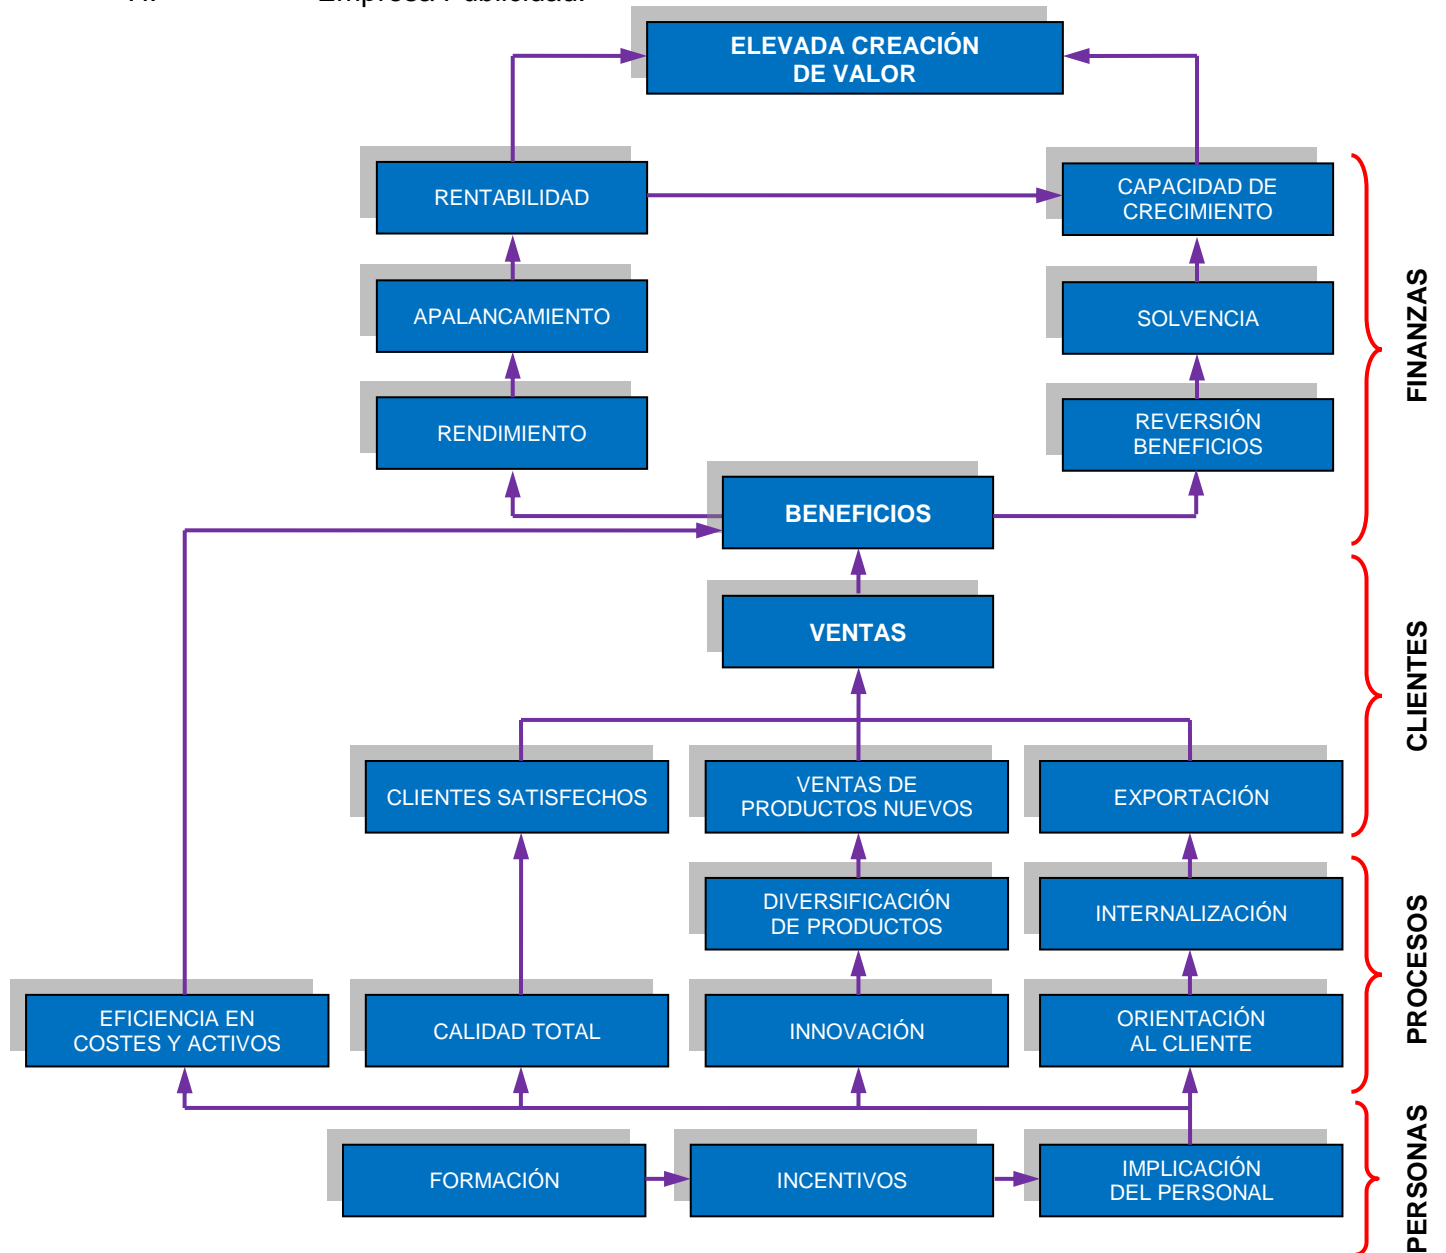 Empresa Publicidad.
ELEVADA CREACIÓN
DE VALOR
RENTABILIDAD
CAPACIDAD DE
CRECIMIENTO
APALANCAMIENTO
SOLVENCIA
RENDIMIENTO
REVERSIÓN
BENEFICIOS
FINANZAS
BENEFICIOS
VENTAS
CLIENTES
CLIENTES SATISFECHOS
VENTAS DE
PRODUCTOS NUEVOS
EXPORTACIÓN
DIVERSIFICACIÓN
DE PRODUCTOS
INTERNALIZACIÓN
PROCESOS
EFICIENCIA EN
COSTES Y ACTIVOS
CALIDAD TOTAL
INNOVACIÓN
ORIENTACIÓN
AL CLIENTE
FORMACIÓN
INCENTIVOS
IMPLICACIÓN
DEL PERSONAL
PERSONAS